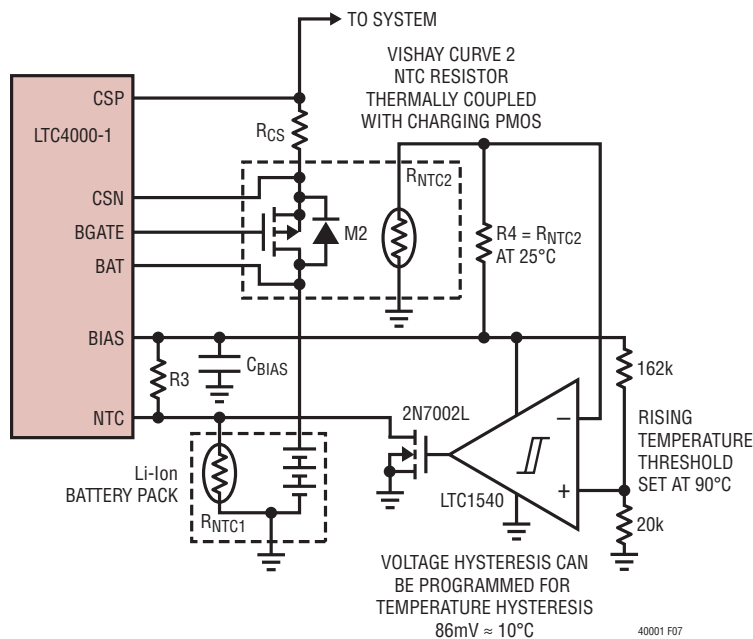 TO SYSTEM
VISHAY CURVE 2
NTC RESISTOR
THERMALLY COUPLED
WITH CHARGING PMOS
CSP
LTC4000-1
RCS
CSN
RNTC2
BGATE
M2
R4 = RNTC2
AT 25°C
BAT
BIAS
CBIAS
R3
162k
NTC
2N7002L
RISING
TEMPERATURE
THRESHOLD
SET AT 90°C
–
+
Li-Ion
BATTERY PACK
LTC1540
RNTC1
20k
VOLTAGE HYSTERESIS CAN
BE PROGRAMMED FOR
TEMPERATURE HYSTERESIS
86mV ≈ 10°C
40001 F07